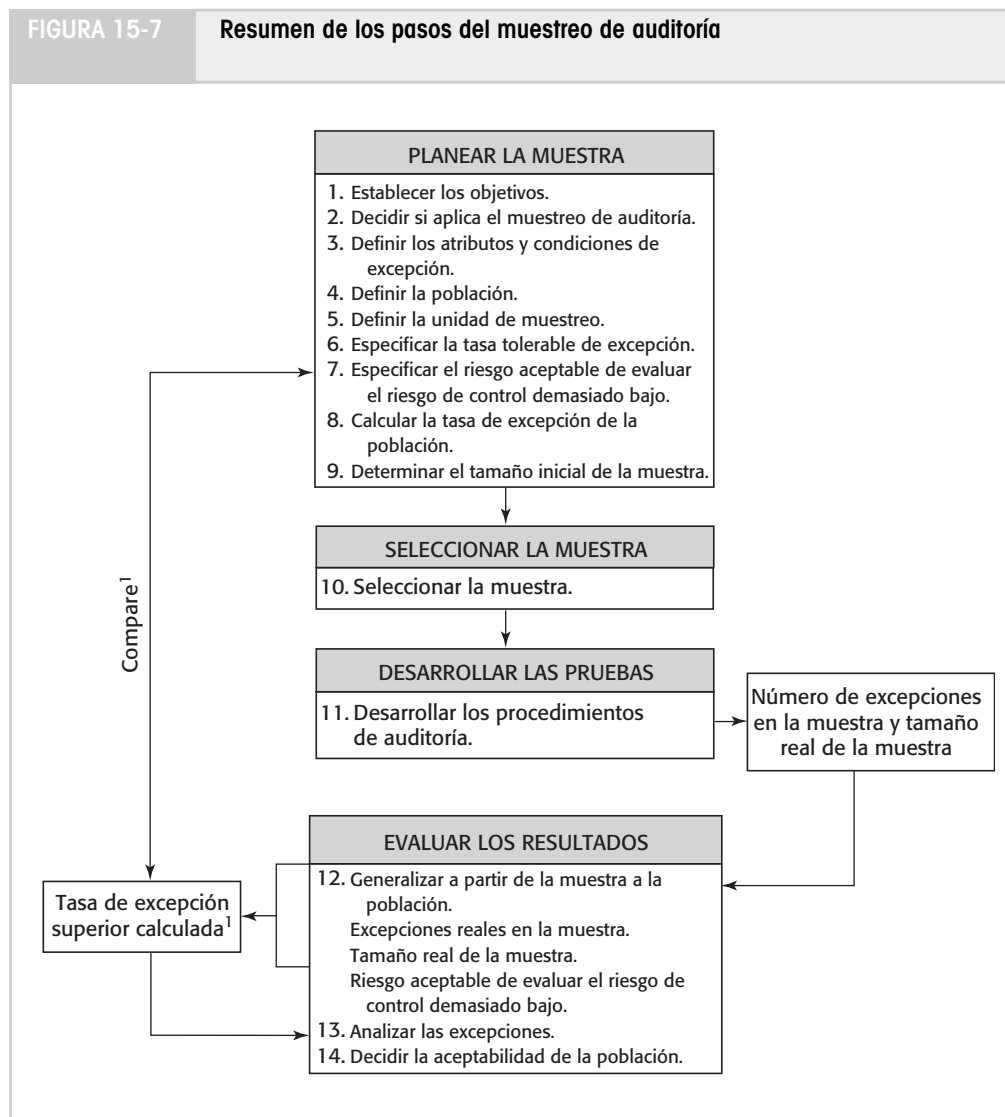 FIGURA 15-7
Resumen de los pasos del muestreo de auditoría
PLANEAR LA MUESTRA
1. Establecer los objetivos.
2. Decidir si aplica el muestreo de auditoría.
3. Definir los atributos y condiciones de
excepción.
4. Definir la población.
5. Definir la unidad de muestreo.
6. Especificar la tasa tolerable de excepción.
7. Especificar el riesgo aceptable de evaluar
el riesgo de control demasiado bajo.
8. Calcular la tasa de excepción de la
población.
9. Determinar el tamaño inicial de la muestra.
SELECCIONAR LA MUESTRA
10. Seleccionar la muestra.
DESARROLLAR LAS PRUEBAS
11. Desarrollar los procedimientos
de auditoría.
Número de excepciones
en la muestra y tamaño
real de la muestra
EVALUAR LOS RESULTADOS
12. Generalizar a partir de la muestra a la
población.
Excepciones reales en la muestra.
Tamaño real de la muestra.
Riesgo aceptable de evaluar el riesgo de
control demasiado bajo.
13. Analizar las excepciones.
14. Decidir la aceptabilidad de la población.
Tasa de excepción
superior calculada¹
Compare¹